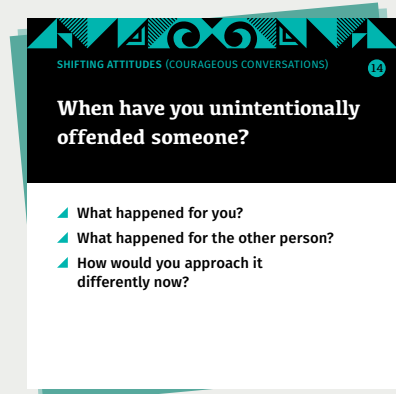 SHIFTING ATTITUDES (COURAGEOUS CONVERSATIONS)
14
When have you unintentionally
offended someone?
What happened for you?
What happened for the other person?
How would you approach it
differently now?